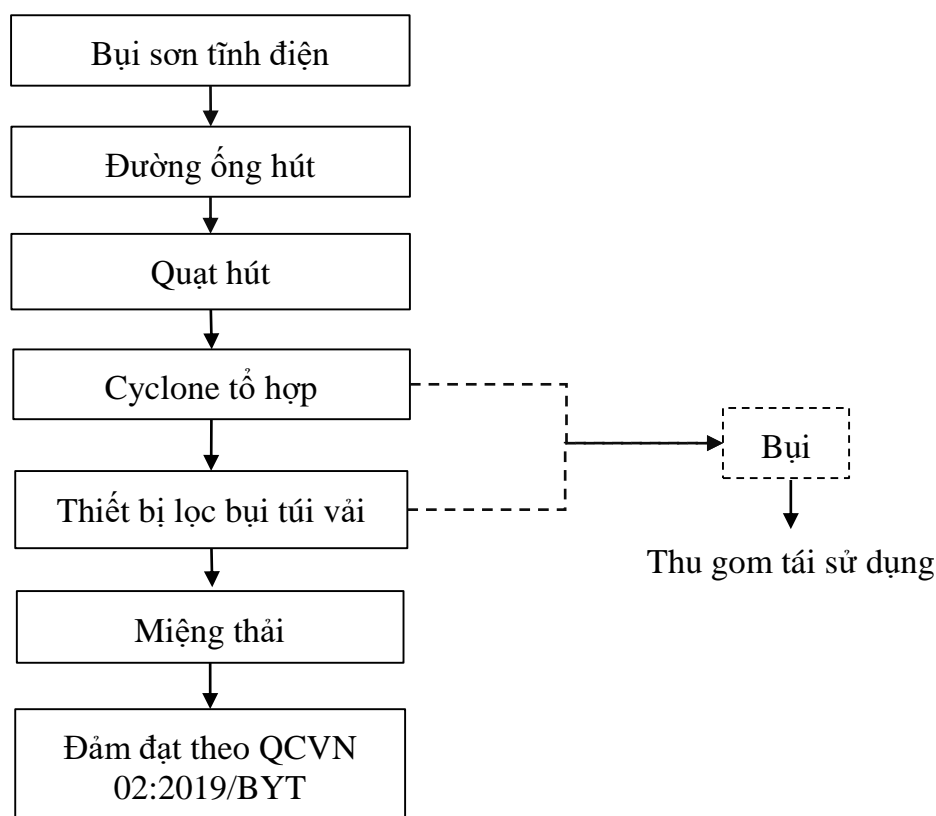 Bụi sơn tĩnh điện
Đường ống hút
Quạt hút
Cyclone tổ hợp
Bụi
Thiết bị lọc bụi túi vải
Thu gom tái sử dụng
Miệng thải
Đảm đạt theo QCVN
02:2019/BYT